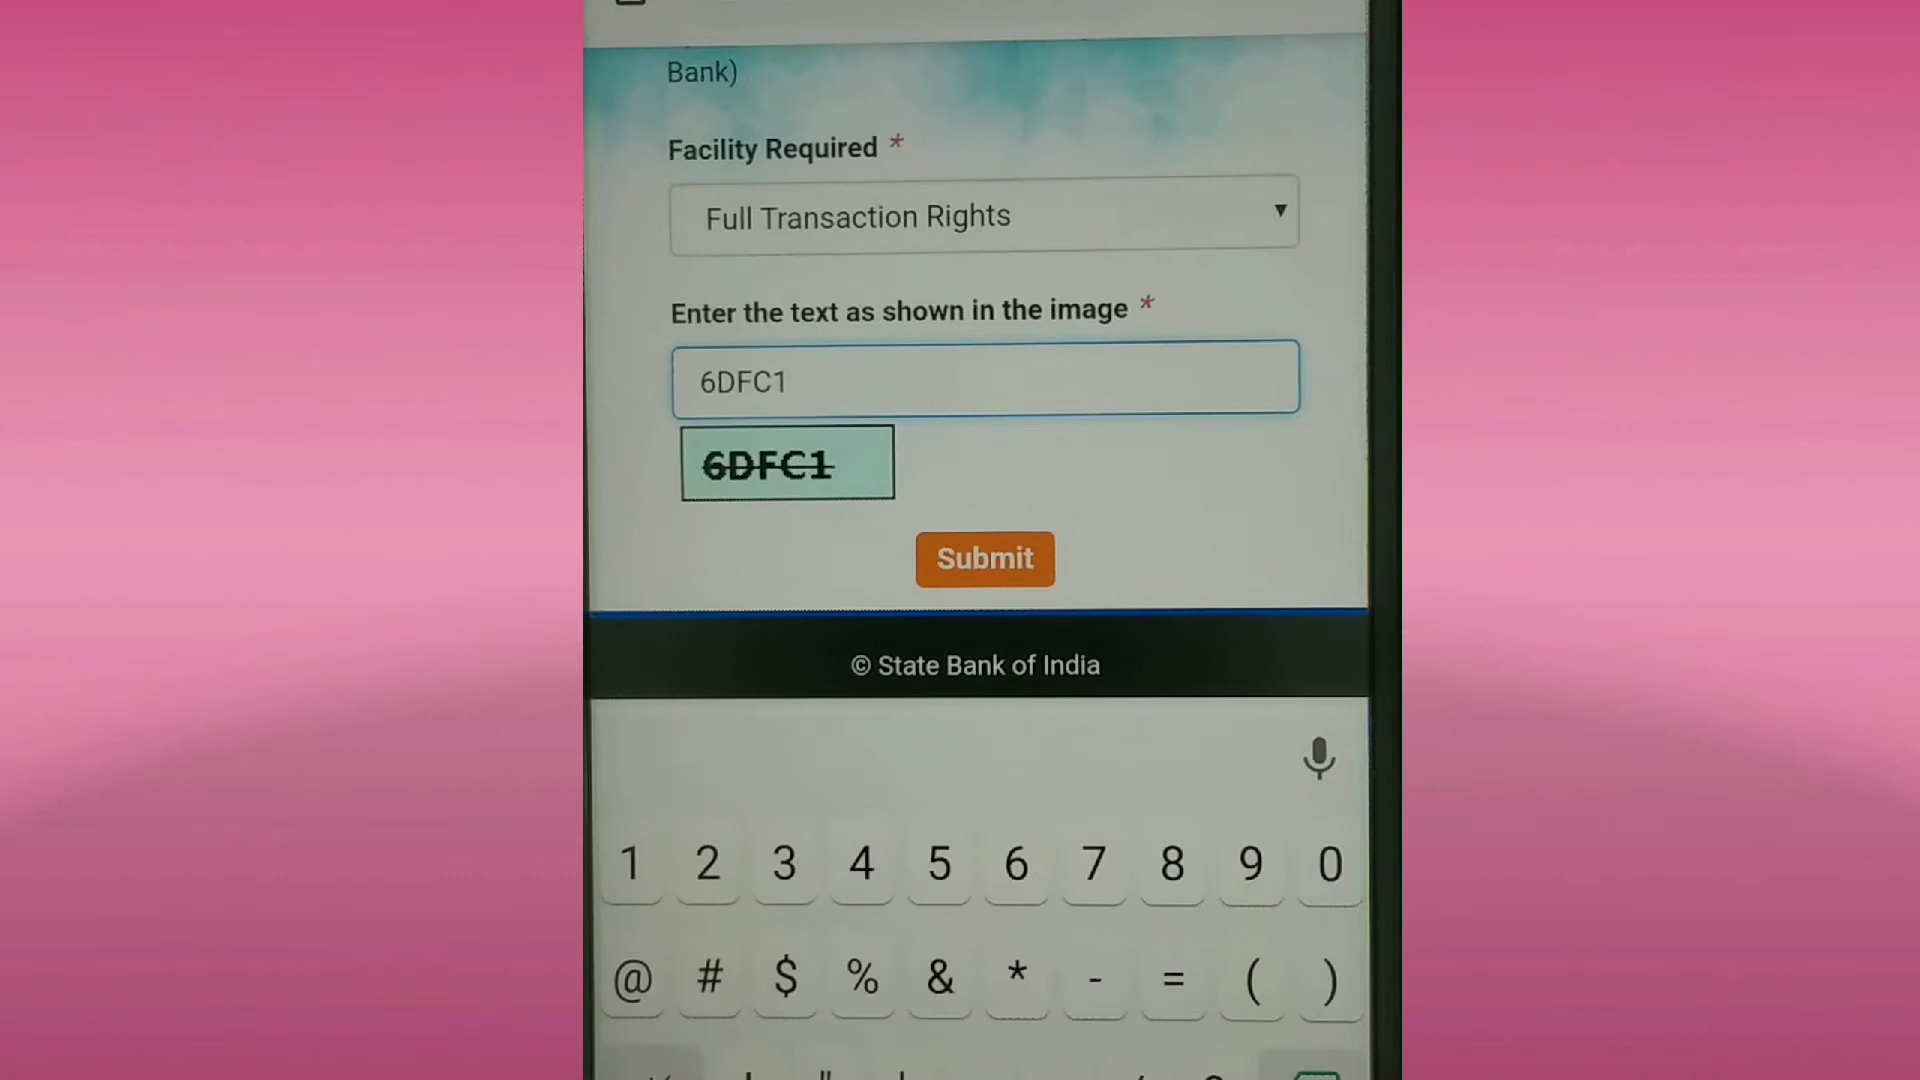 Bank)
Facility Required *
Full Transaction Rights
Enter the text as shown in the image *
6DFC1
6DFC1
Submit
© State Bank of India
1 2 3 4 5 6 7 8 9 0
@ # $ % & * - = ( )